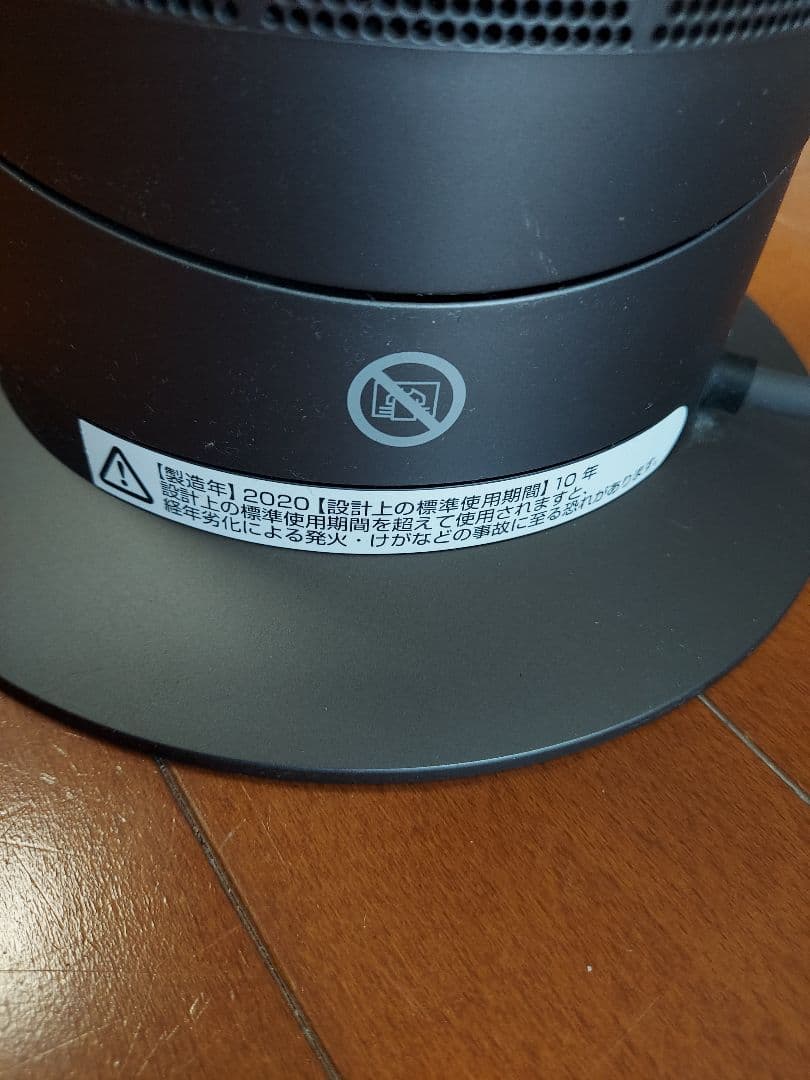 【製造年】2020【設計上の標準使用期間】10 年
設計上の標準使用期間を超えて使用されますと、
経年劣化による発火・けがなどの事故に至る恐れがあります。